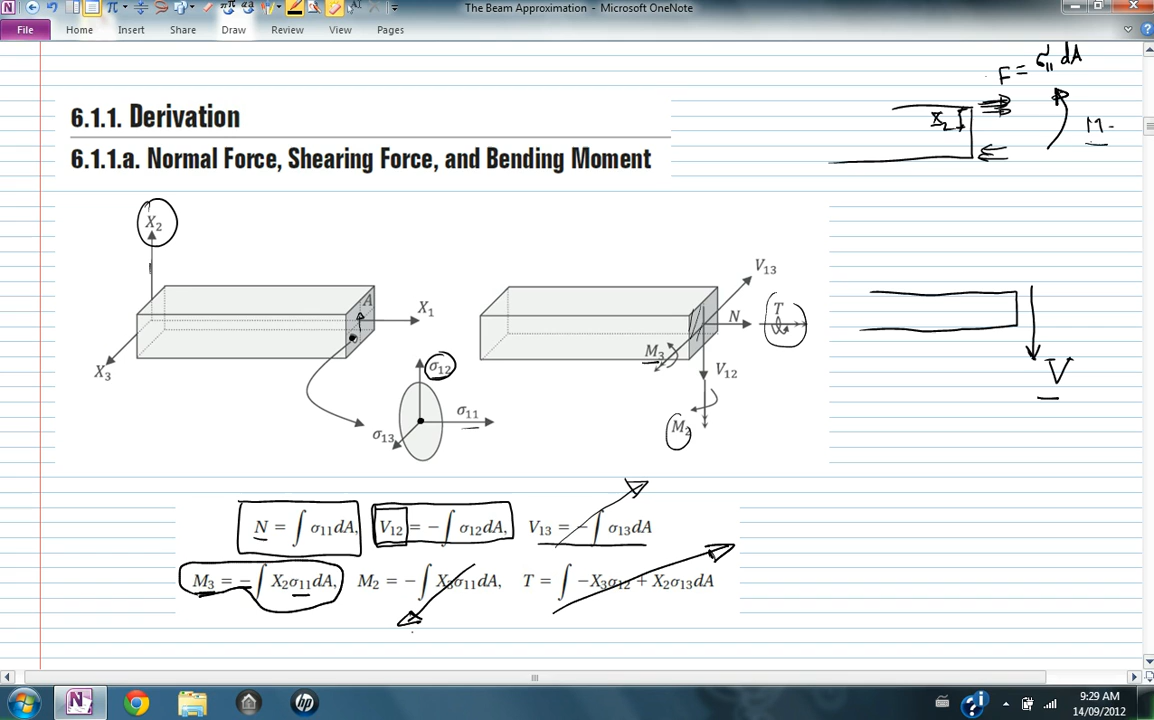 The Beam Approximation - Microsoft OneNote
File Home Insert Share Draw Review View Pages
F = σ11 dA
X2
M
6.1.1. Derivation
6.1.1.a. Normal Force, Shearing Force, and Bending Moment
X2
A
X1
X3
σ12
σ11
σ13
V13
N
T
M3
V12
M2
V
N = ∫ σ11dA, V12 = −∫ σ12dA, V13 = −∫ σ13dA
M3 = −∫ X2σ11dA, M2 = −∫ X3σ11dA, T = ∫ −X3σ12 + X2σ13dA
9:29 AM
14/09/2012